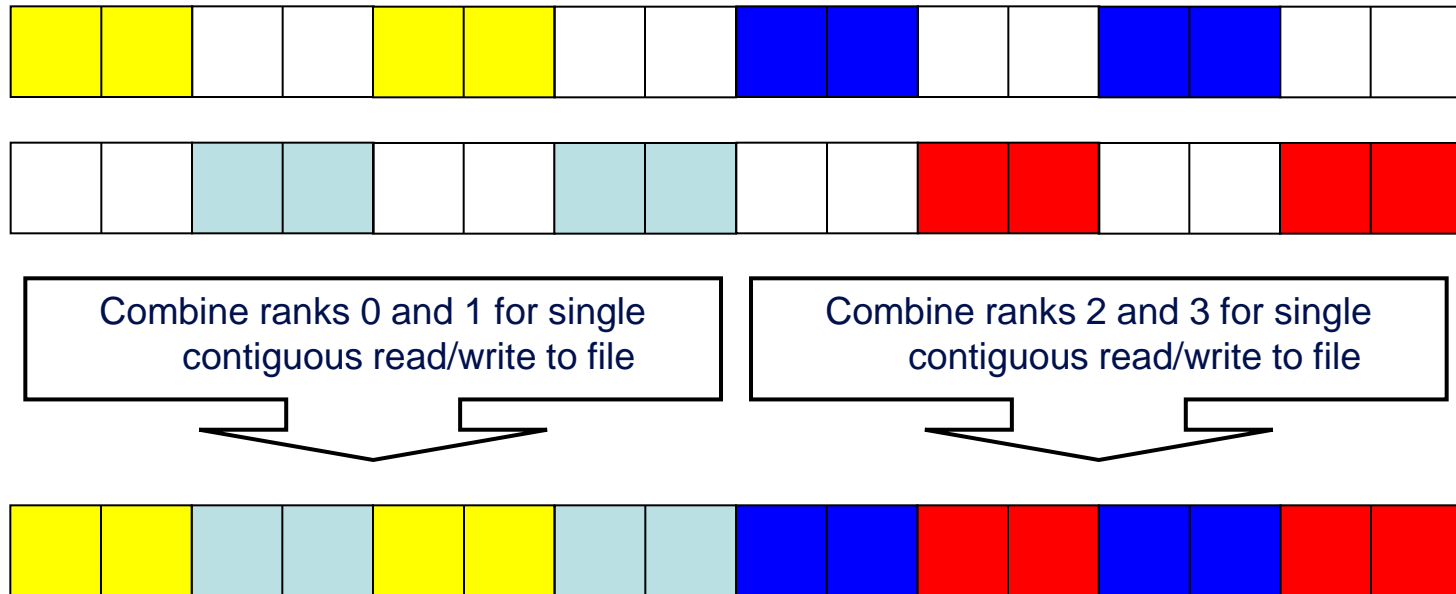 Combine ranks 0 and 1 for single
contiguous read/write to file
Combine ranks 2 and 3 for single
contiguous read/write to file